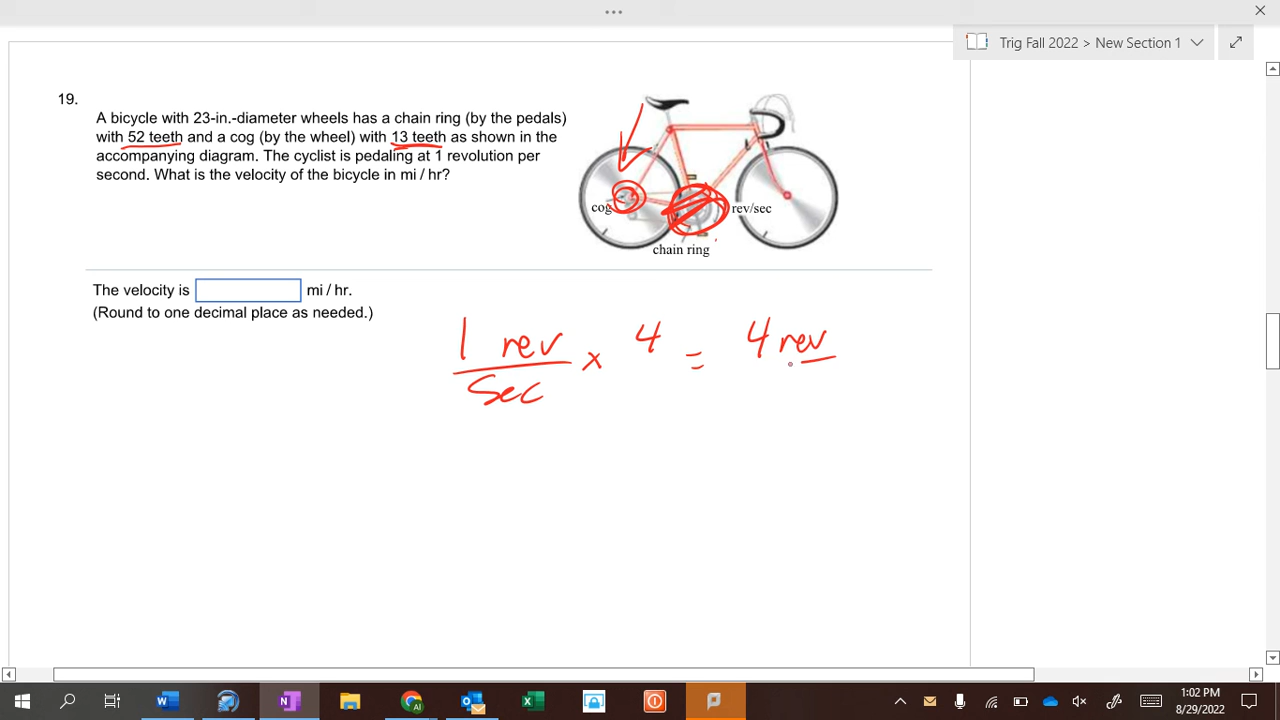 Trig Fall 2022 > New Section 1
19.
A bicycle with 23-in.-diameter wheels has a chain ring (by the pedals)
with 52 teeth and a cog (by the wheel) with 13 teeth as shown in the
accompanying diagram. The cyclist is pedaling at 1 revolution per
second. What is the velocity of the bicycle in mi / hr?
cog
rev/sec
chain ring
The velocity is mi / hr.
(Round to one decimal place as needed.)
1 rev × 4 = 4 rev
sec
1:02 PM
8/29/2022